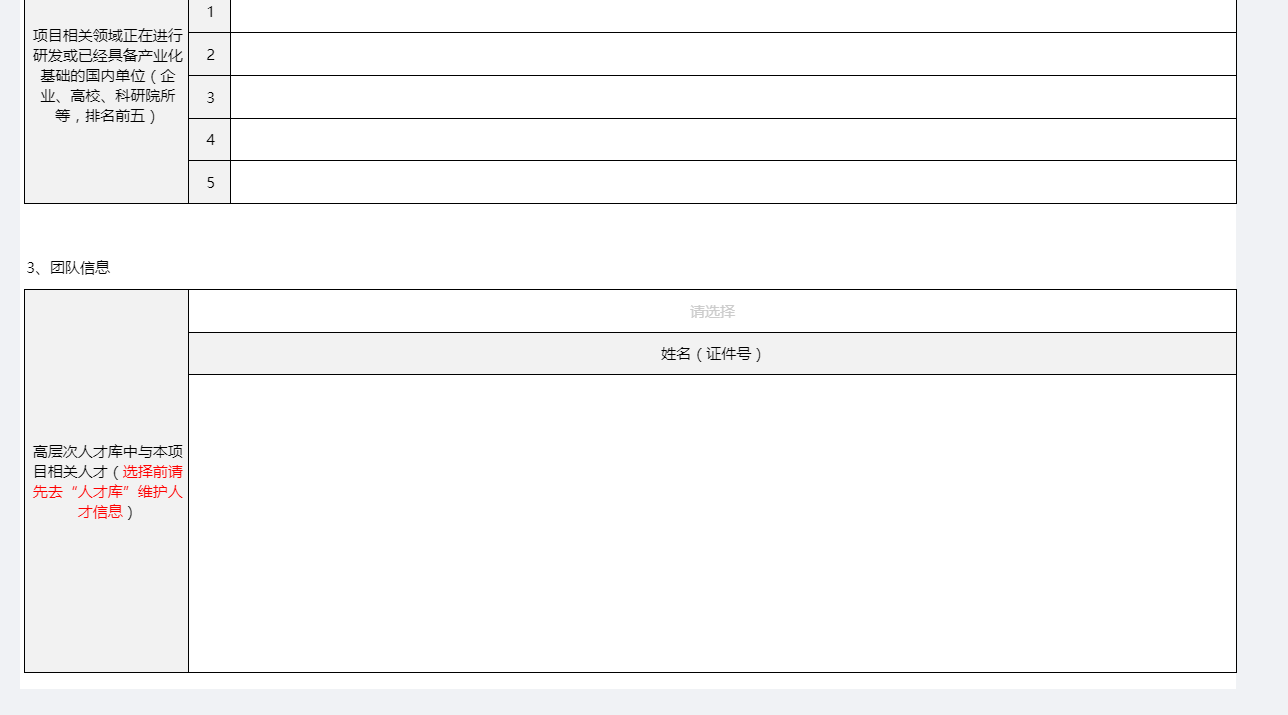 1
项目相关领域正在进行
研发或已经具备产业化
基础的国内单位（企
业、高校、科研院所
等，排名前五）
2
3
4
5
3、团队信息
请选择
姓名（证件号）
高层次人才库中与本项
目相关人才（选择前请
先去“人才库”维护人
才信息）